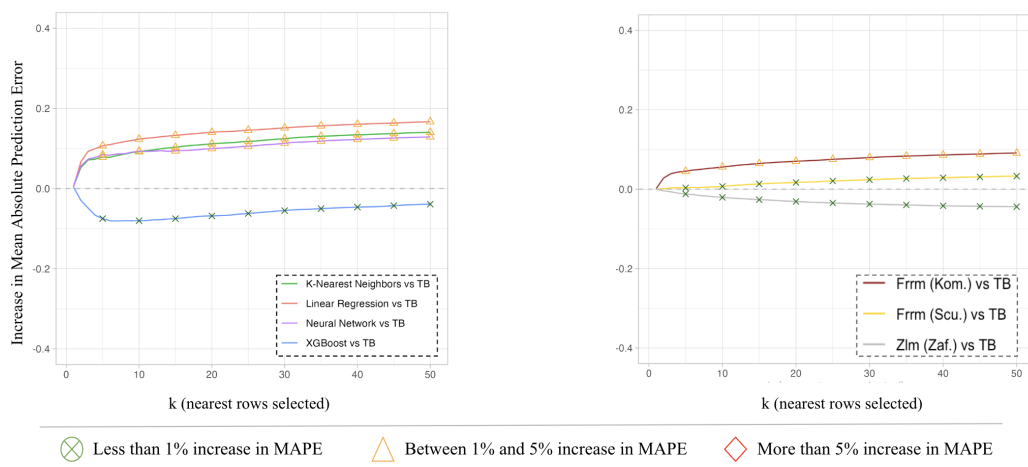 Increase in Mean Absolute Prediction Error
0.4
0.2
0.0
-0.2
-0.4
K-Nearest Neighbors vs TB
Linear Regression vs TB
Neural Network vs TB
XGBoost vs TB
0 10 20 30 40 50
k (nearest rows selected)
0.4
0.2
0.0
-0.2
-0.4
Frrm (Kom.) vs TB
Frrm (Scu.) vs TB
Zlm (Zaf.) vs TB
0 10 20 30 40 50
k (nearest rows selected)
Less than 1% increase in MAPE
Between 1% and 5% increase in MAPE
More than 5% increase in MAPE